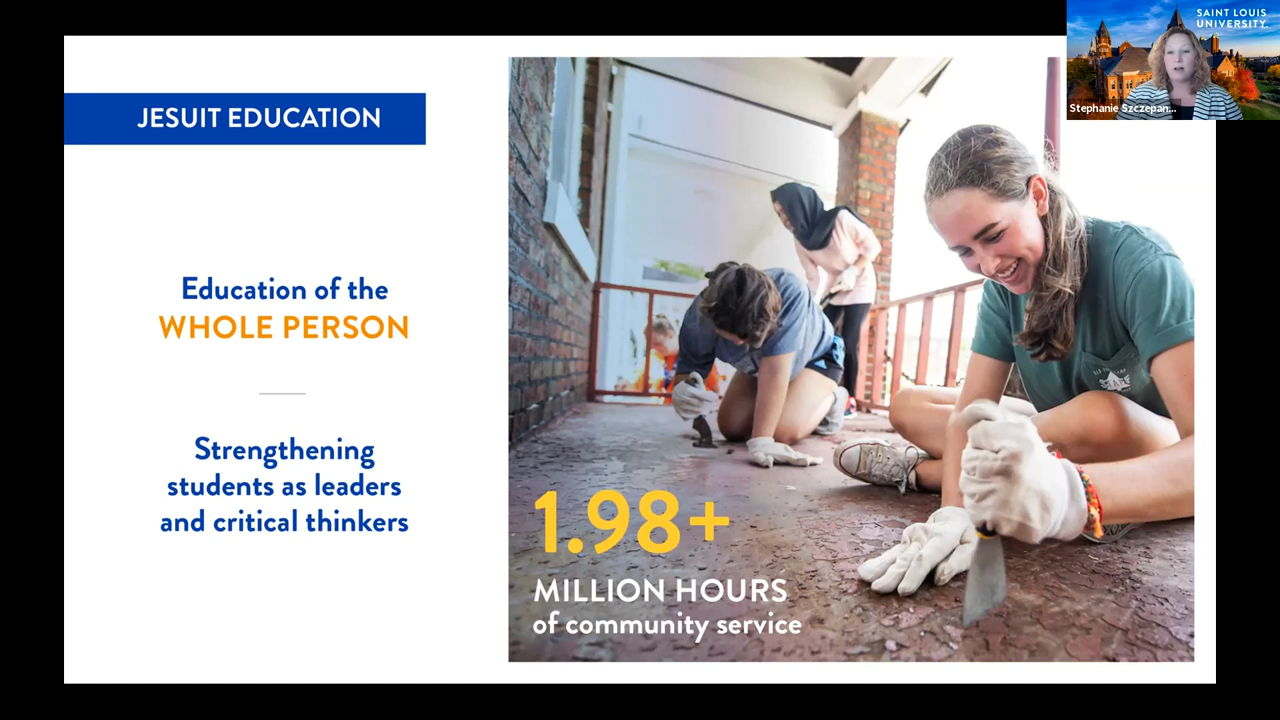 JESUIT EDUCATION
Education of the
WHOLE PERSON
Strengthening
students as leaders
and critical thinkers
1.98+
MILLION HOURS
of community service
SAINT LOUIS
UNIVERSITY
Stephanie Szczepan...